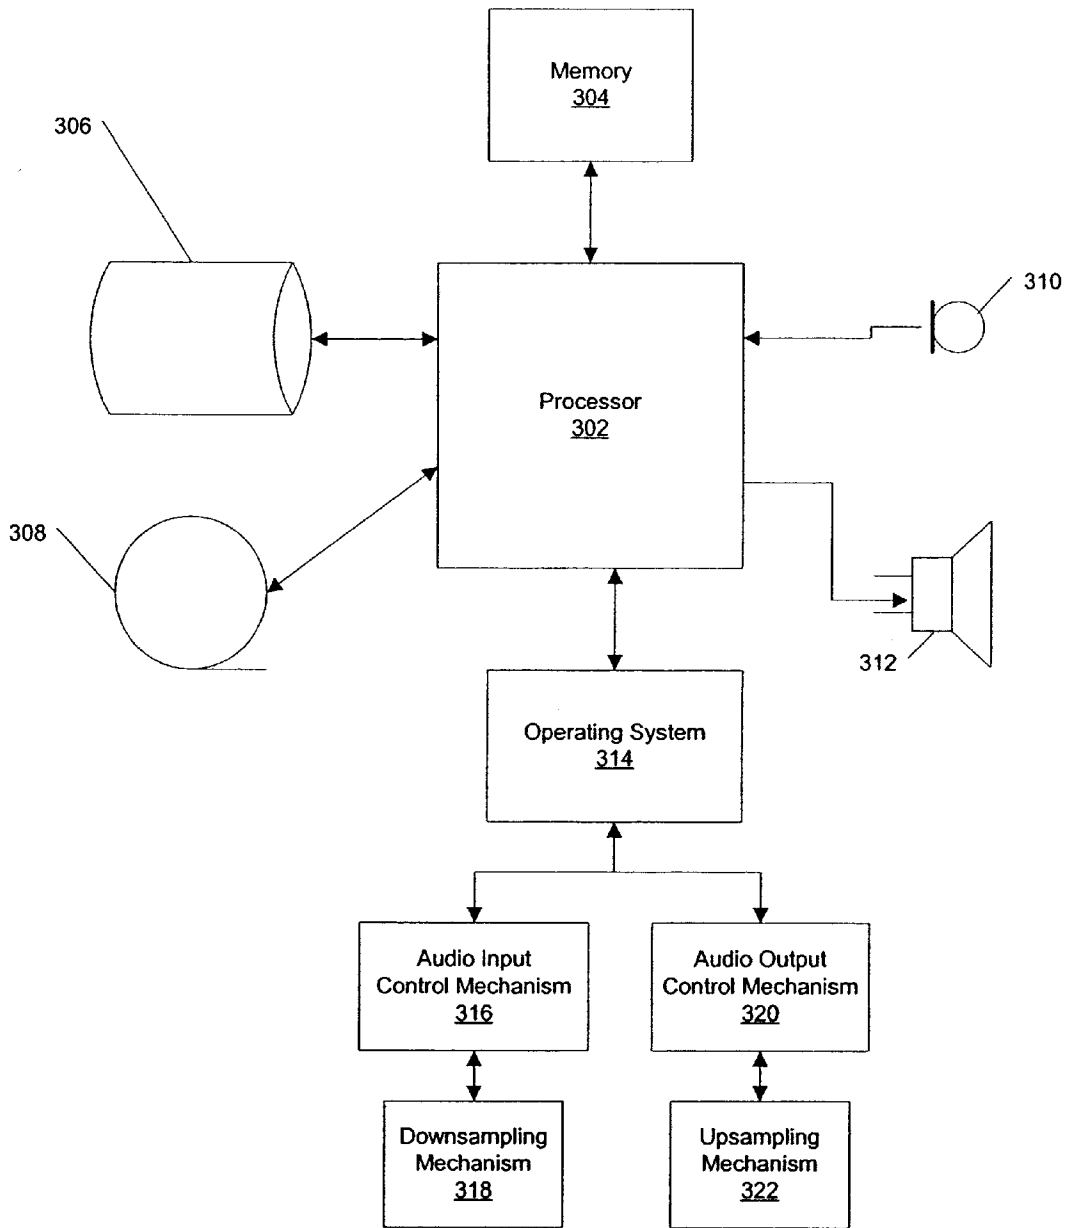 Memory
304
306
310
Processor
302
308
312
Operating System
314
Audio Input
Control Mechanism
316
Audio Output
Control Mechanism
320
Downsampling
Mechanism
318
Upsampling
Mechanism
322